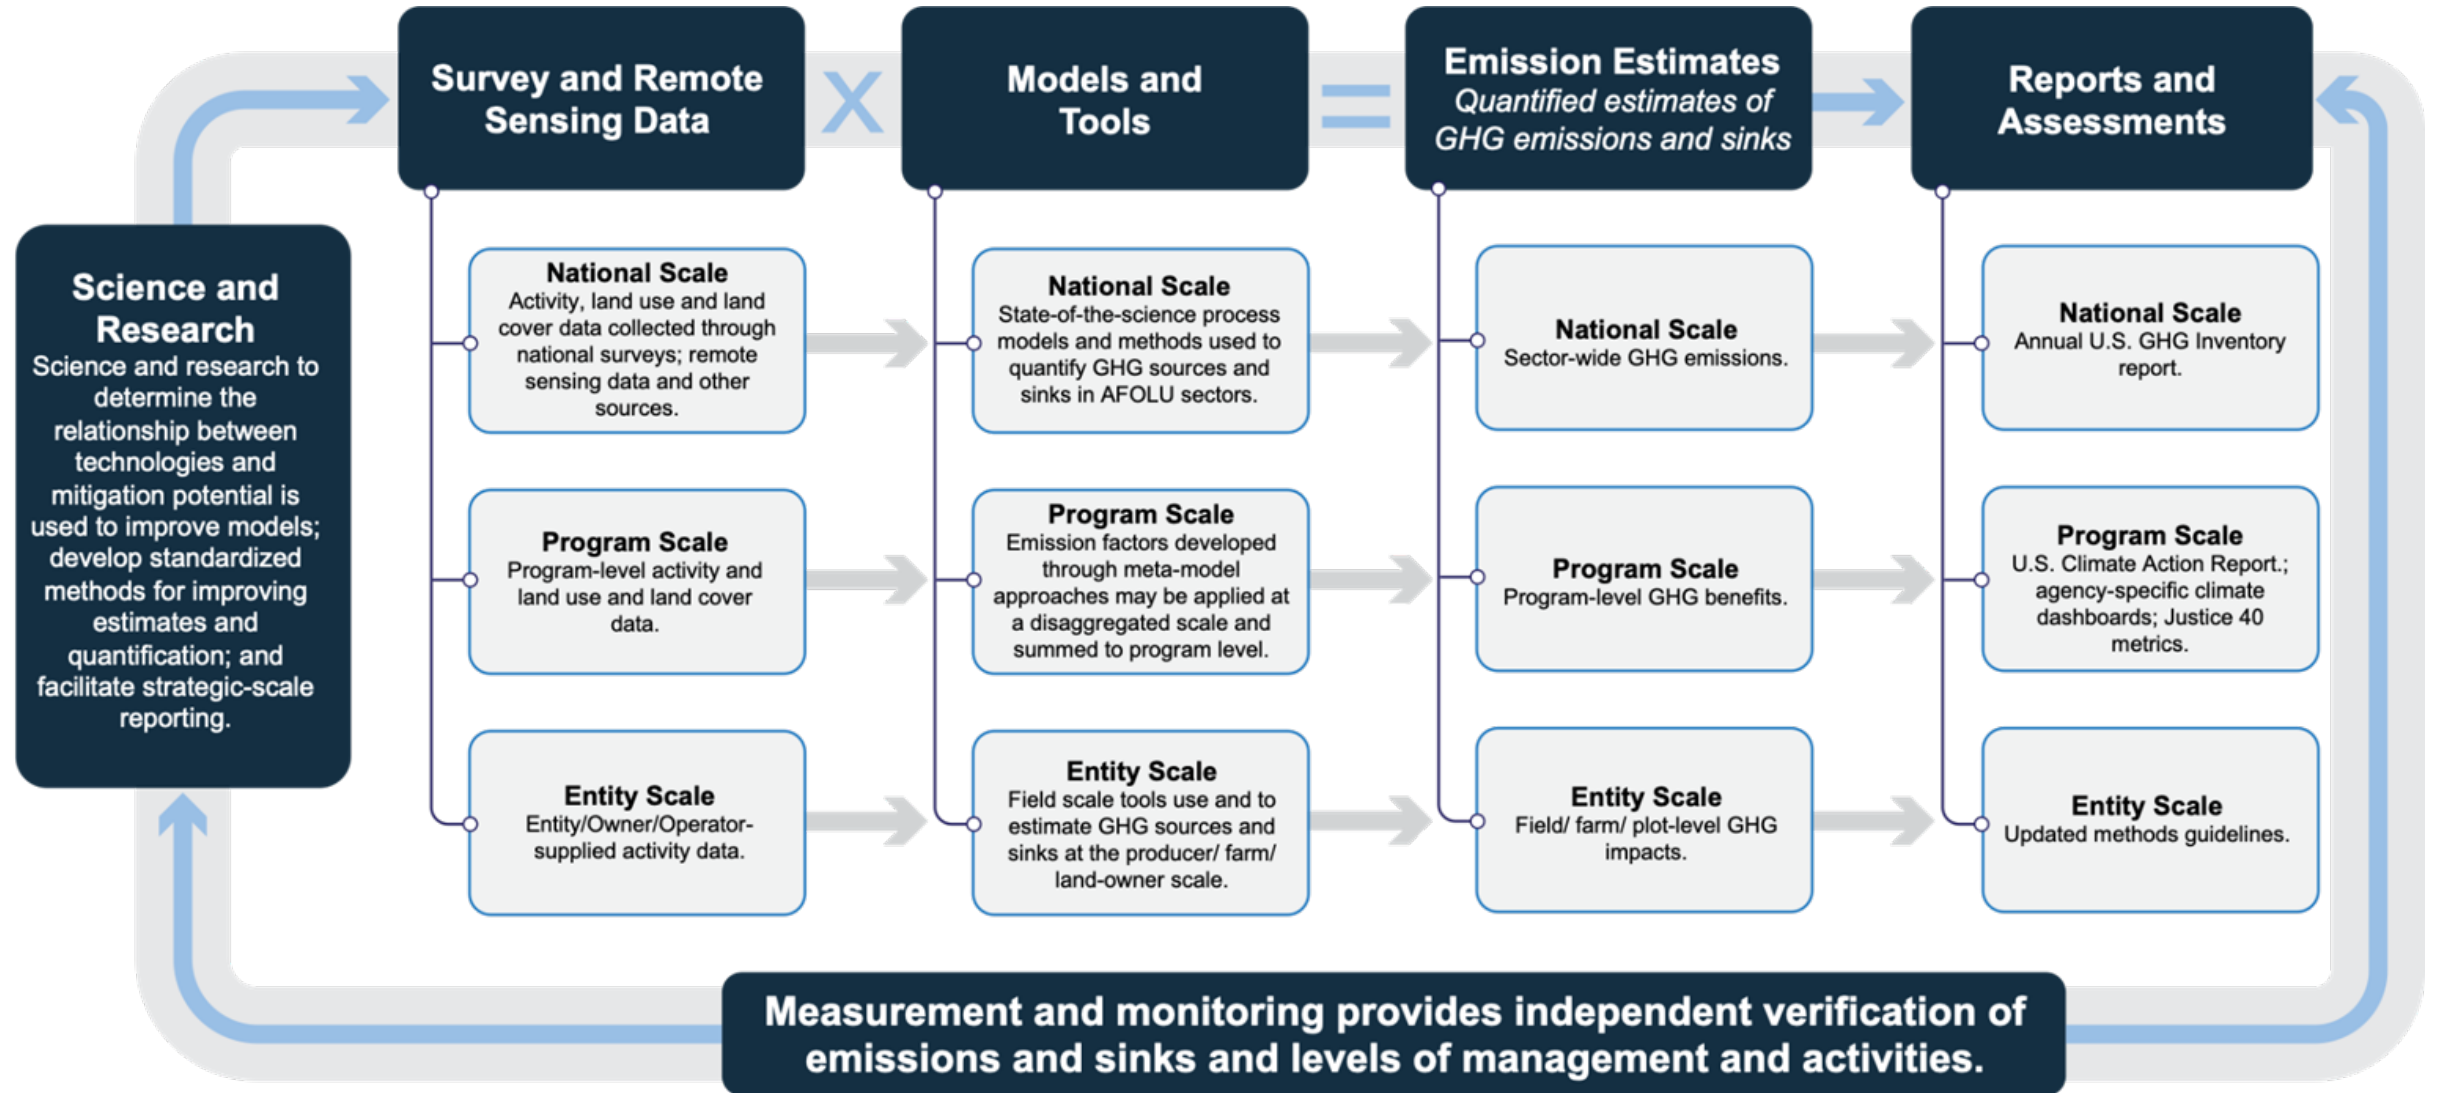 Survey and Remote
Sensing Data
X
Models and
Tools
=
Emission Estimates
Quantified estimates of
GHG emissions and sinks
Reports and
Assessments
Science and
Research
Science and research to
determine the
relationship between
technologies and
mitigation potential is
used to improve models;
develop standardized
methods for improving
estimates and
quantification; and
facilitate strategic-scale
reporting.
National Scale
Activity, land use and land
cover data collected through
national surveys; remote
sensing data and other
sources.
National Scale
State-of-the-science process
models and methods used to
quantify GHG sources and
sinks in AFOLU sectors.
National Scale
Sector-wide GHG emissions.
National Scale
Annual U.S. GHG Inventory
report.
Program Scale
Program-level activity and
land use and land cover
data.
Program Scale
Emission factors developed
through meta-model
approaches may be applied at
a disaggregated scale and
summed to program level.
Program Scale
Program-level GHG benefits.
Program Scale
U.S. Climate Action Report.;
agency-specific climate
dashboards; Justice 40
metrics.
Entity Scale
Entity/Owner/Operator-
supplied activity data.
Entity Scale
Field scale tools use and to
estimate GHG sources and
sinks at the producer/ farm/
land-owner scale.
Entity Scale
Field/ farm/ plot-level GHG
impacts.
Entity Scale
Updated methods guidelines.
Measurement and monitoring provides independent verification of
emissions and sinks and levels of management and activities.